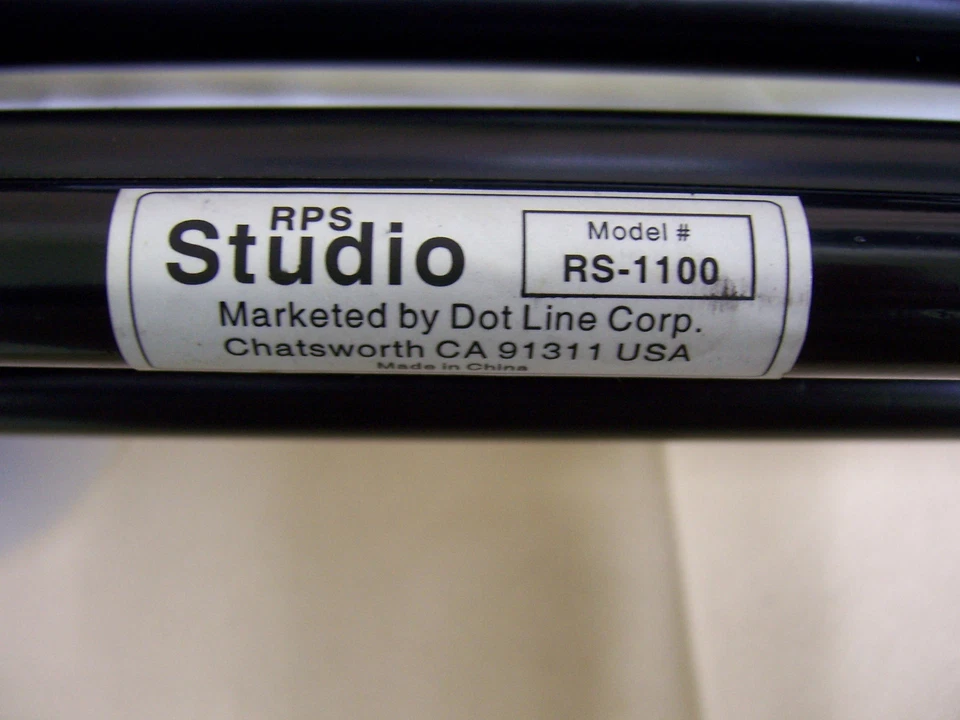 RPS
Studio
Model #
RS-1100
Marketed by Dot Line Corp.
Chatsworth CA 91311 USA
Made in China